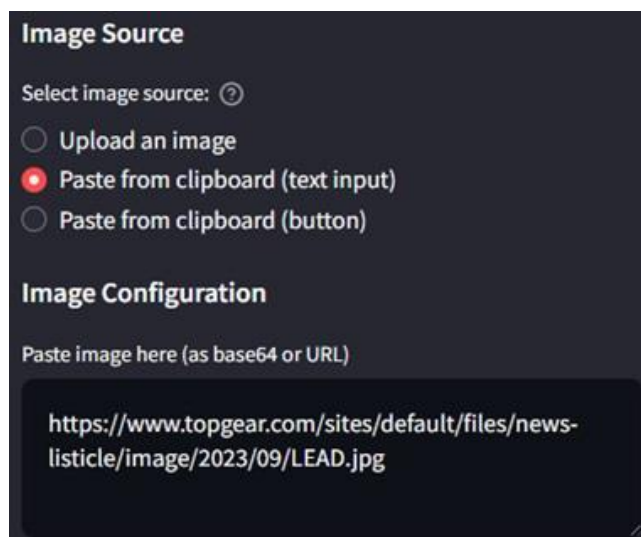 Image Source
Select image source: ?
Upload an image
Paste from clipboard (text input)
Paste from clipboard (button)
Image Configuration
Paste image here (as base64 or URL)
https://www.topgear.com/sites/default/files/news-
listicle/image/2023/09/LEAD.jpg